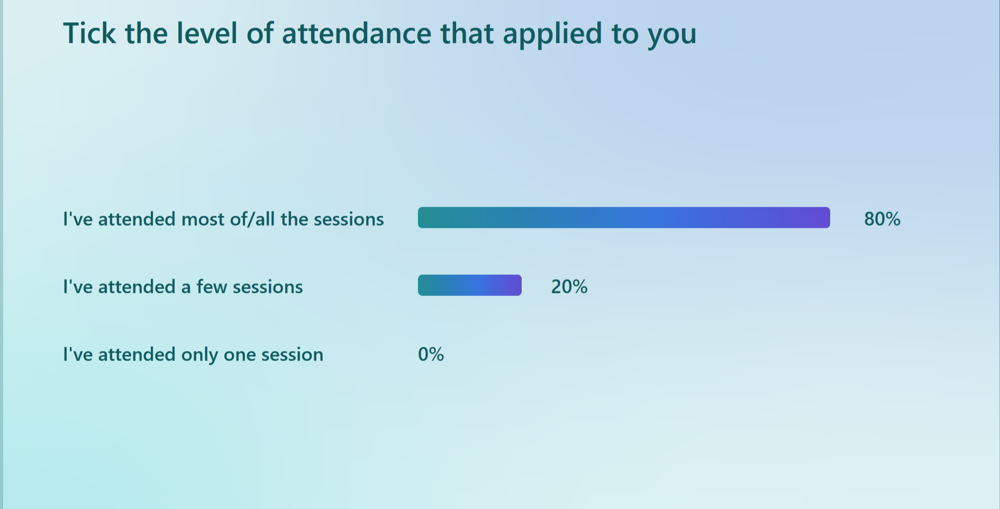 Tick the level of attendance that applied to you
I've attended most of/all the sessions 80%
I've attended a few sessions 20%
I've attended only one session 0%